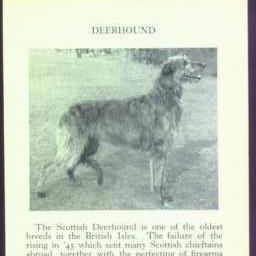 DEERHOUND
The Scottish Deerhound is one of the oldest
breeds in the British Isles. The failure of the
rising in '45 which sent many Scottish chieftains
abroad, together with the perfecting of firearms